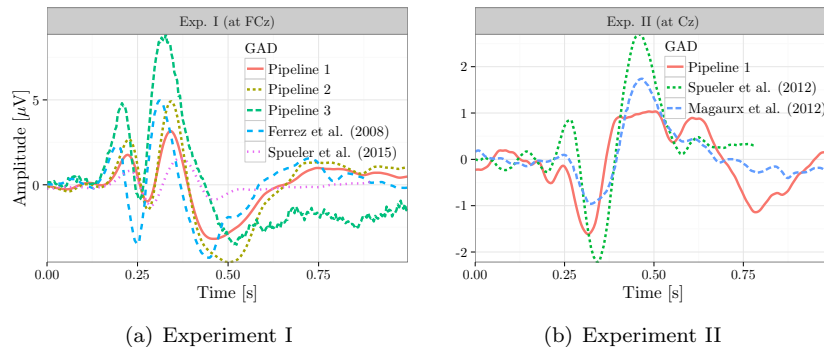 Exp. I (at FCz)
GAD
Pipeline 1
Pipeline 2
Pipeline 3
Ferrez et al. (2008)
Spueler et al. (2015)
Amplitude [μV]
5
0
0.00
0.25
0.50
0.75
Time [s]
(a) Experiment I
Exp. II (at Cz)
GAD
Pipeline 1
Spueler et al. (2012)
Magaurx et al. (2012)
2
1
0
-1
-2
0.00
0.25
0.50
0.75
Time [s]
(b) Experiment II